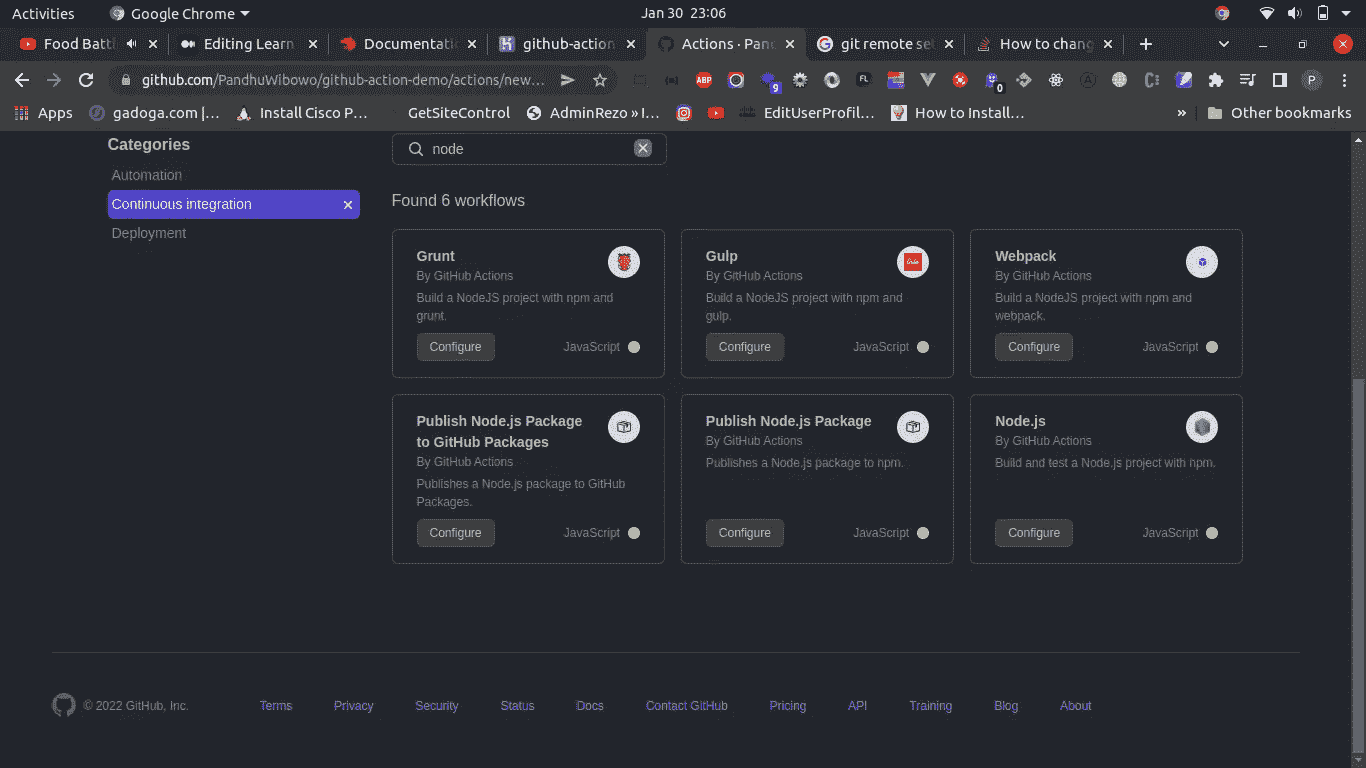 Activities
Google Chrome
Jan 30 23:06
Food Battl
Editing Learn
Documentatio
github-action
Actions · Pand
git remote set
How to chang
github.com/PandhuWibowo/github-action-demo/actions/new...
ABP
9
FL
0
P
Apps
gadoga.com |...
Install Cisco P...
GetSiteControl
AdminRezo » I...
EditUserProfil...
How to Install...
»
Other bookmarks
Categories
Automation
Continuous integration
Deployment
node
Found 6 workflows
Grunt
By GitHub Actions
Build a NodeJS project with npm and
grunt.
Configure
JavaScript
Gulp
By GitHub Actions
Build a NodeJS project with npm and
gulp.
Configure
JavaScript
Webpack
By GitHub Actions
Build a NodeJS project with npm and
webpack.
Configure
JavaScript
Publish Node.js Package
to GitHub Packages
By GitHub Actions
Publishes a Node.js package to GitHub
Packages.
Configure
JavaScript
Publish Node.js Package
By GitHub Actions
Publishes a Node.js package to npm.
Configure
JavaScript
Node.js
By GitHub Actions
Build and test a Node.js project with npm.
Configure
JavaScript
© 2022 GitHub, Inc.
Terms
Privacy
Security
Status
Docs
Contact GitHub
Pricing
API
Training
Blog
About